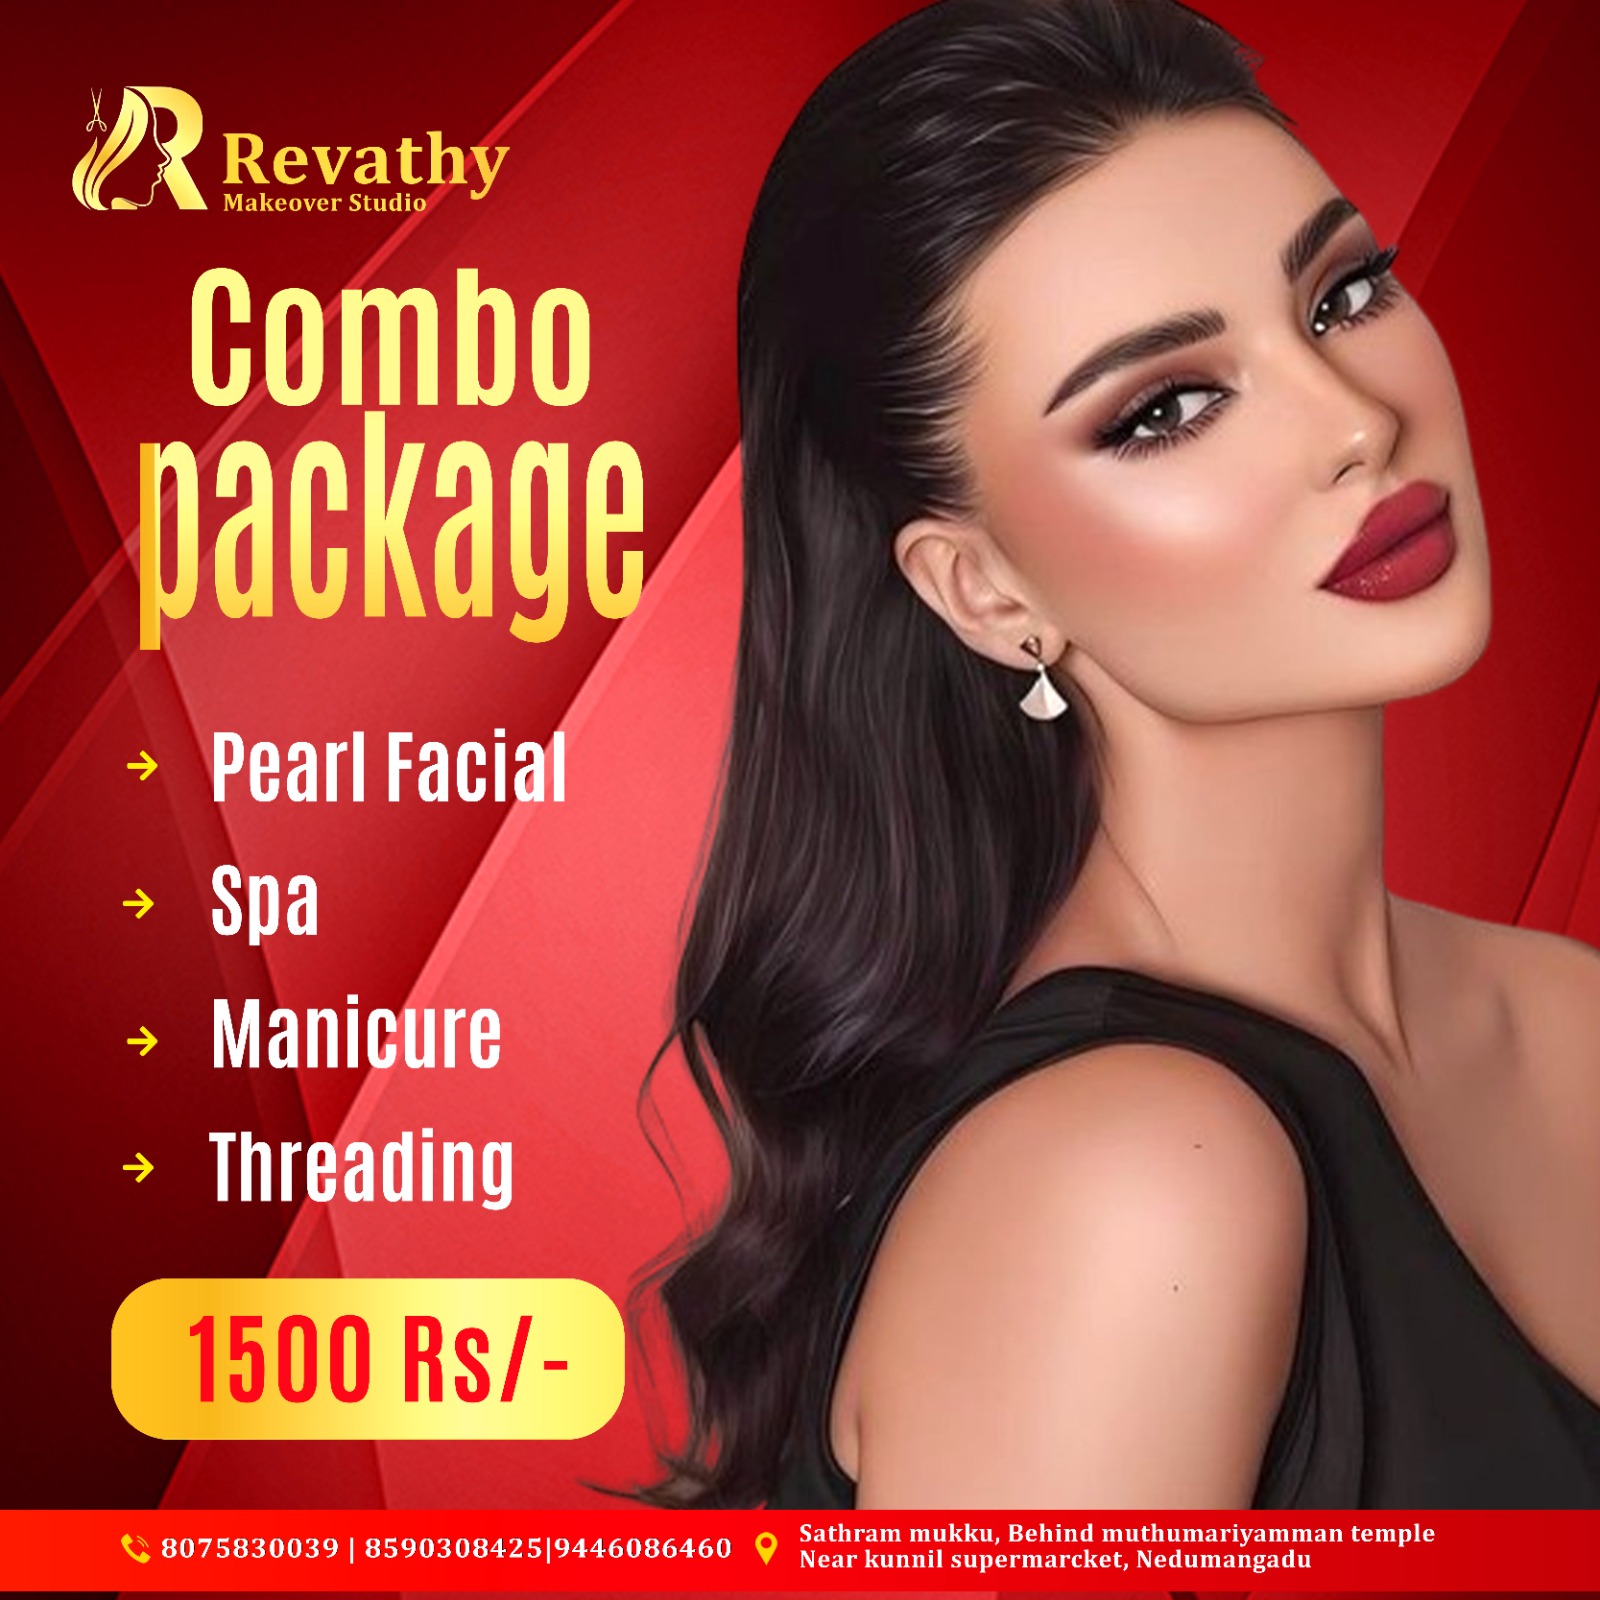 Revathy
Makeover Studio
Combo
package
Pearl Facial
Spa
Manicure
Threading
1500 Rs/-
8075830039 | 8590308425|9446086460
Sathram mukku, Behind muthumariyamman temple
Near kunnil supermarcket, Nedumangadu